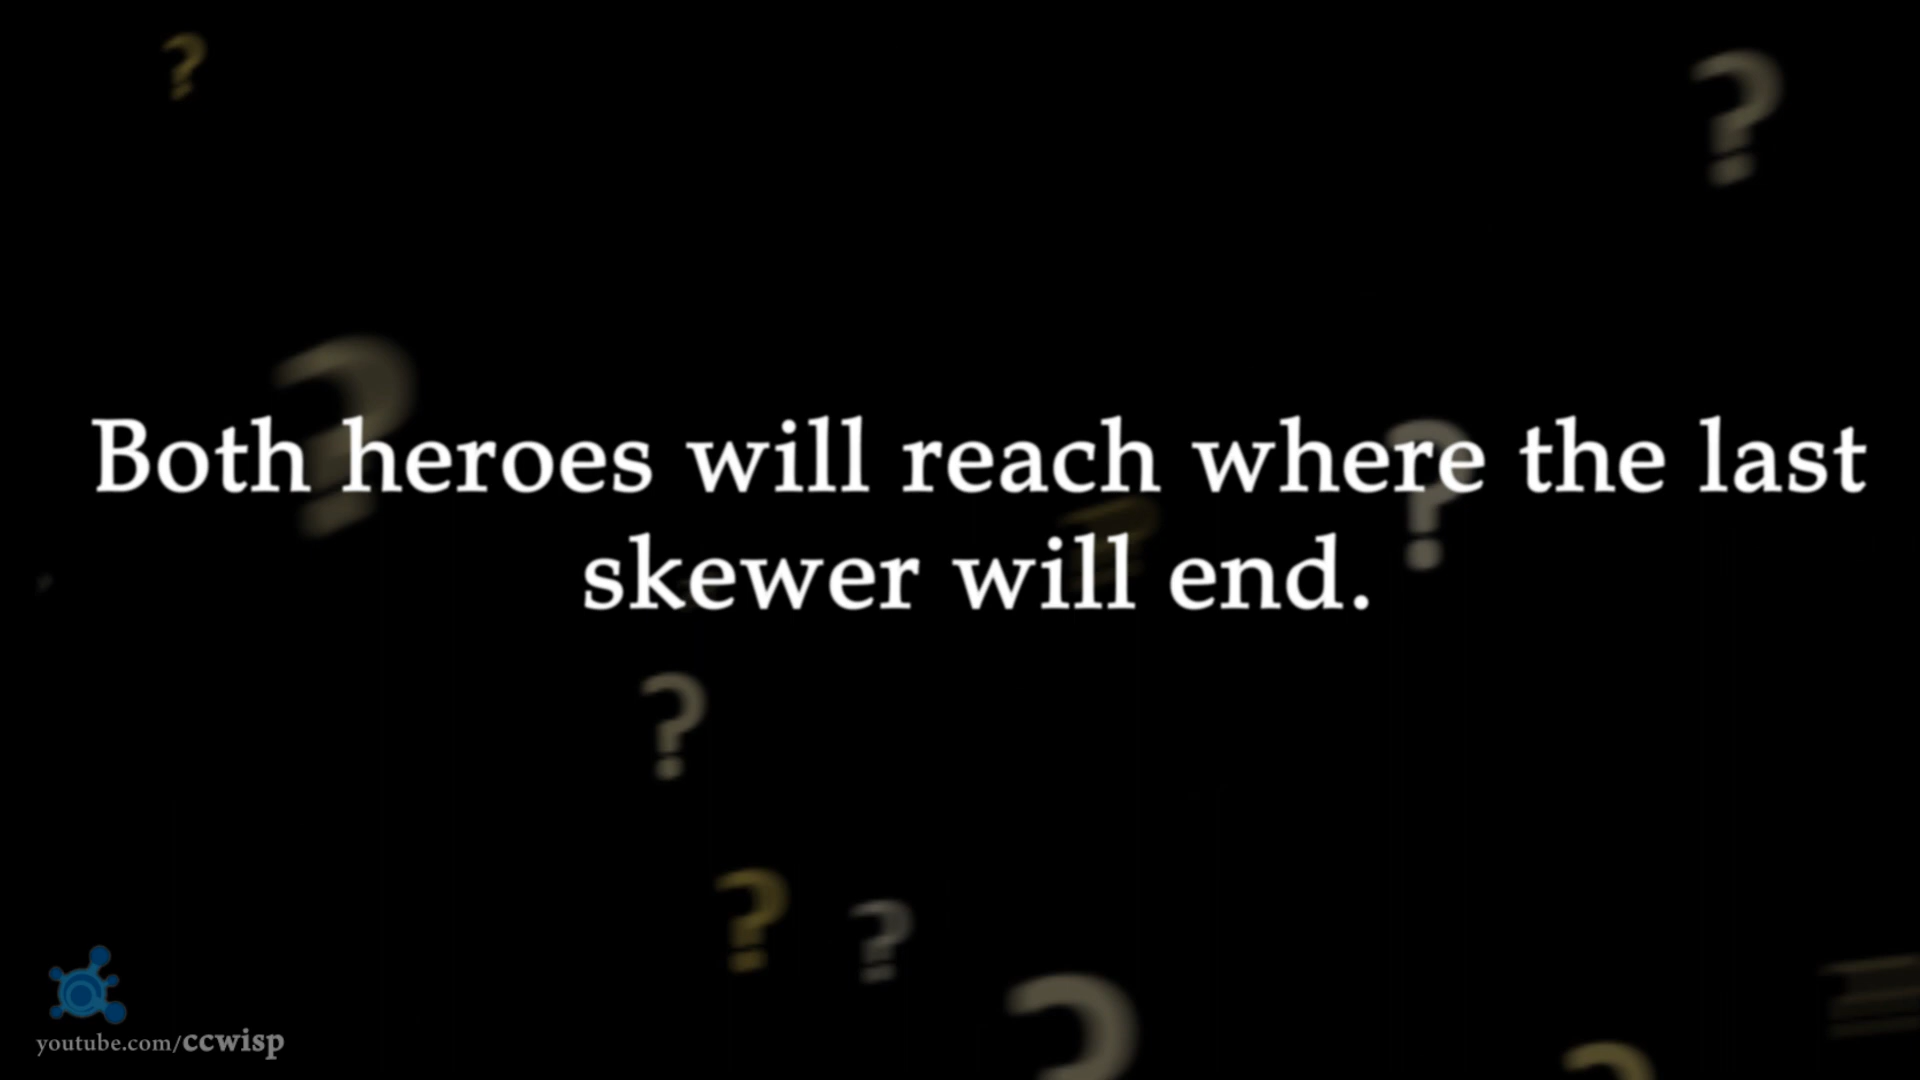 Both heroes will reach where the last
skewer will end.
youtube.com/ccwisp